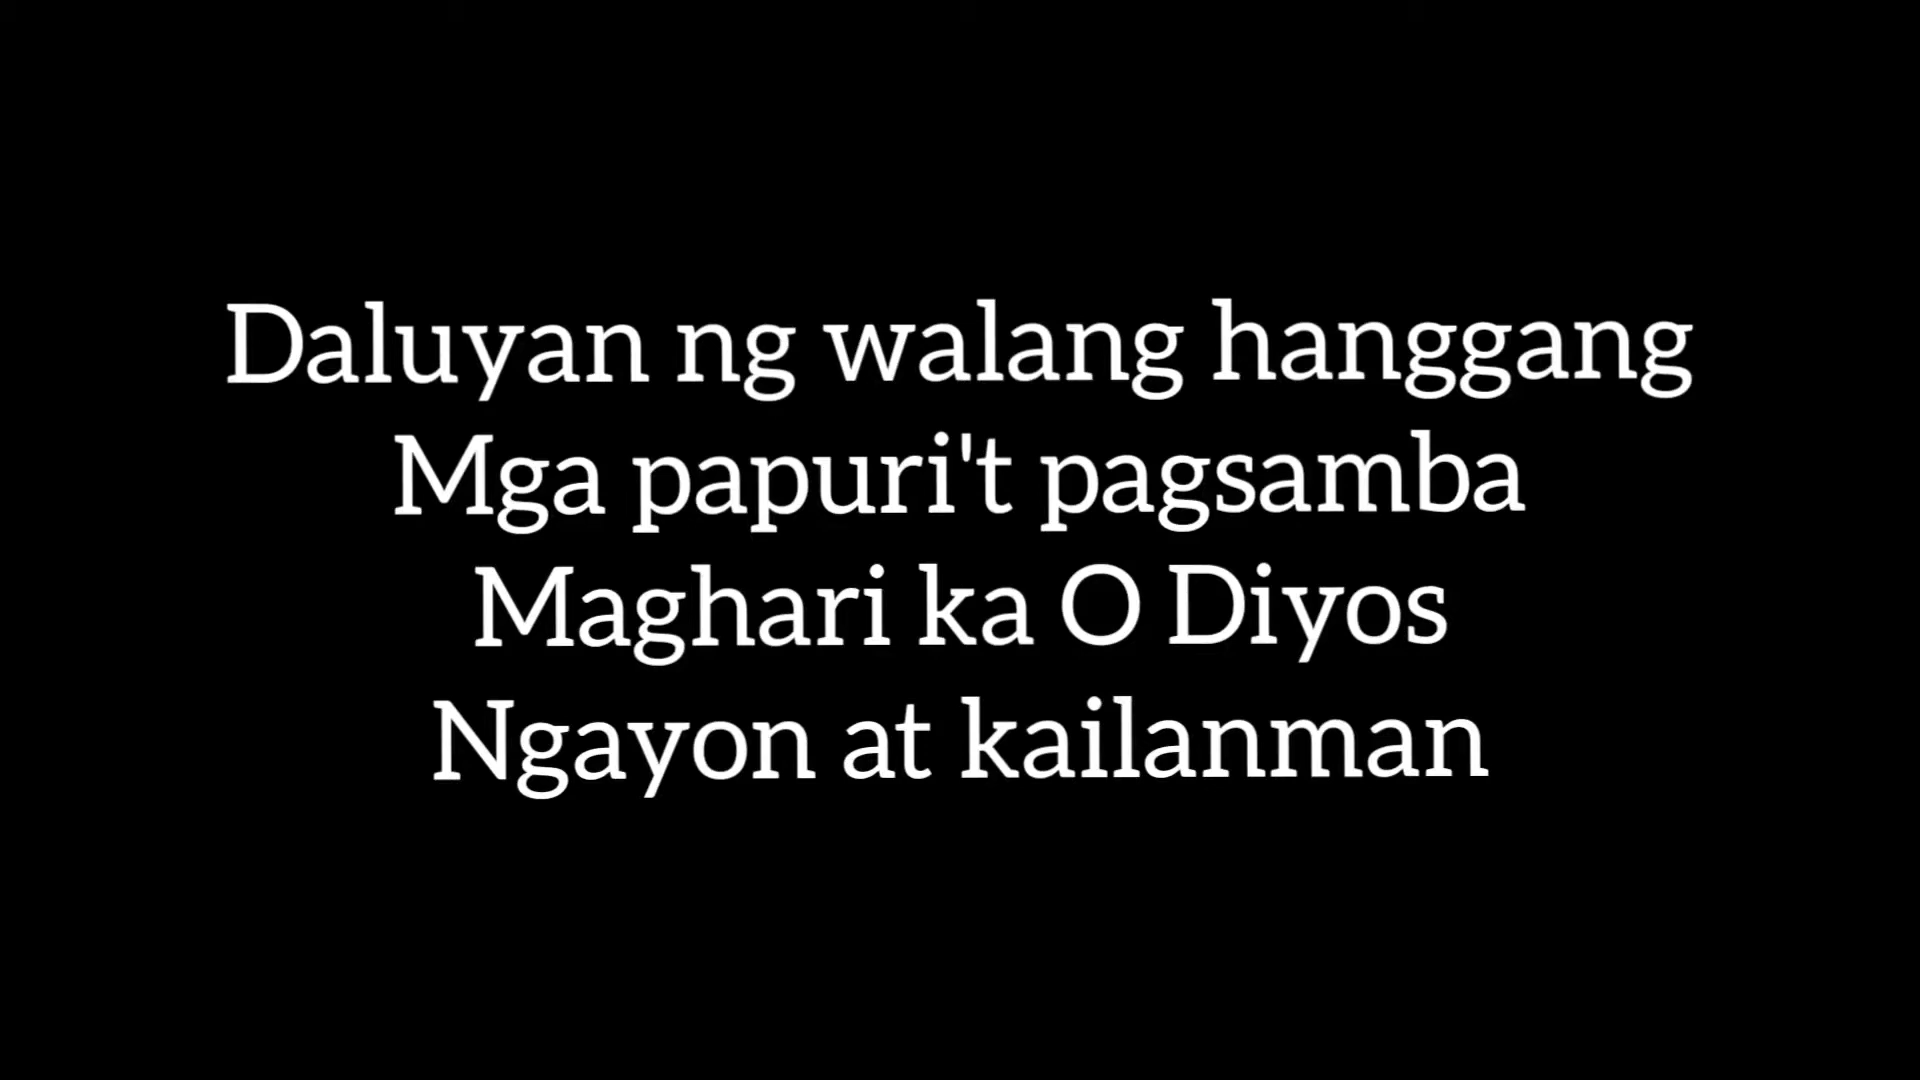 Daluyan ng walang hanggang
Mga papuri't pagsamba
Maghari ka O Diyos
Ngayon at kailanman